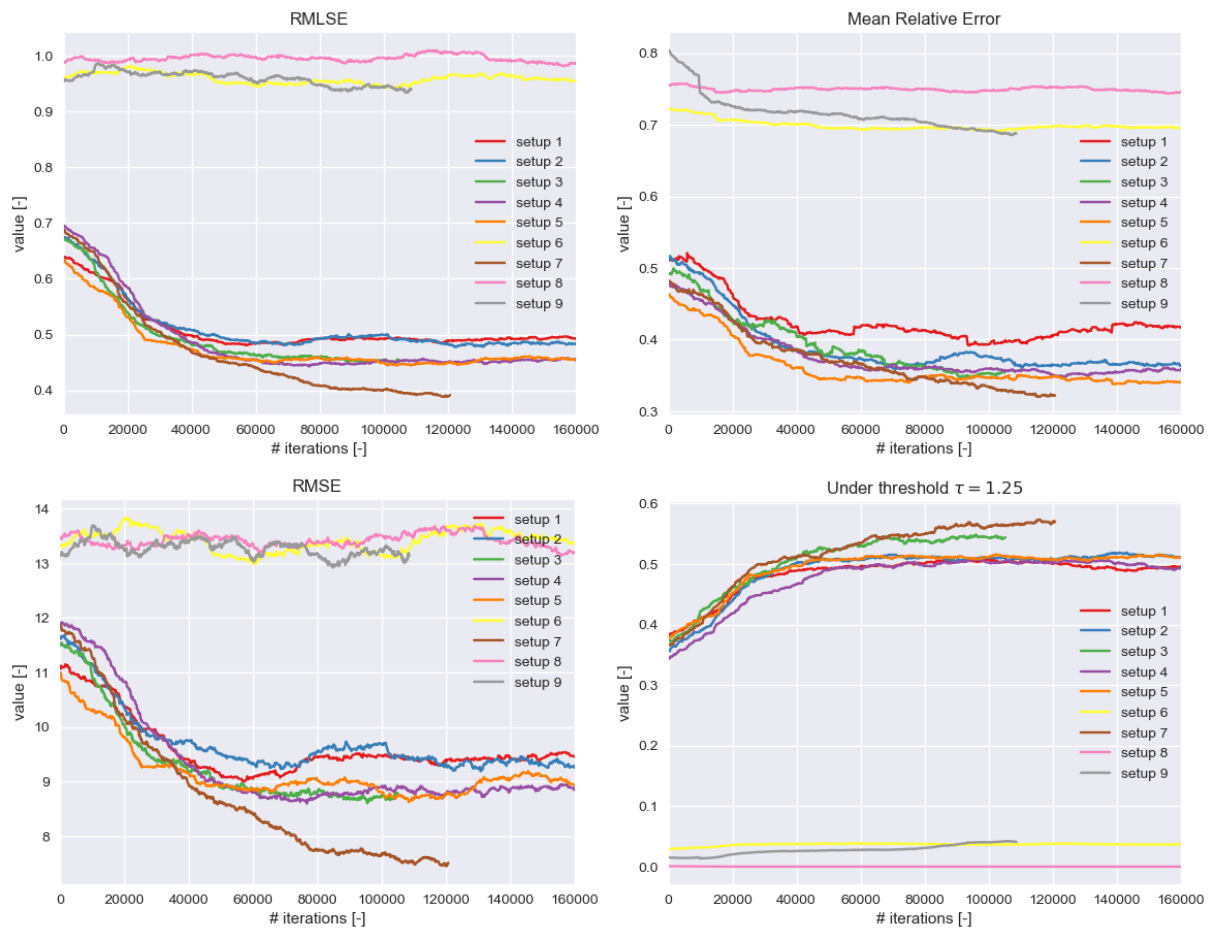 RMLSE
value [-]
1.0
0.9
0.8
0.7
0.6
0.5
0.4
setup 1
setup 2
setup 3
setup 4
setup 5
setup 6
setup 7
setup 8
setup 9
0 20000 40000 60000 80000 100000 120000 140000 160000
# iterations [-]
Mean Relative Error
value [-]
0.8
0.7
0.6
0.5
0.4
0.3
setup 1
setup 2
setup 3
setup 4
setup 5
setup 6
setup 7
setup 8
setup 9
0 20000 40000 60000 80000 100000 120000 140000 160000
# iterations [-]
RMSE
value [-]
14
13
12
11
10
9
8
setup 1
setup 2
setup 3
setup 4
setup 5
setup 6
setup 7
setup 8
setup 9
0 20000 40000 60000 80000 100000 120000 140000 160000
# iterations [-]
Under threshold τ = 1.25
value [-]
0.6
0.5
0.4
0.3
0.2
0.1
0.0
setup 1
setup 2
setup 3
setup 4
setup 5
setup 6
setup 7
setup 8
setup 9
0 20000 40000 60000 80000 100000 120000 140000 160000
# iterations [-]